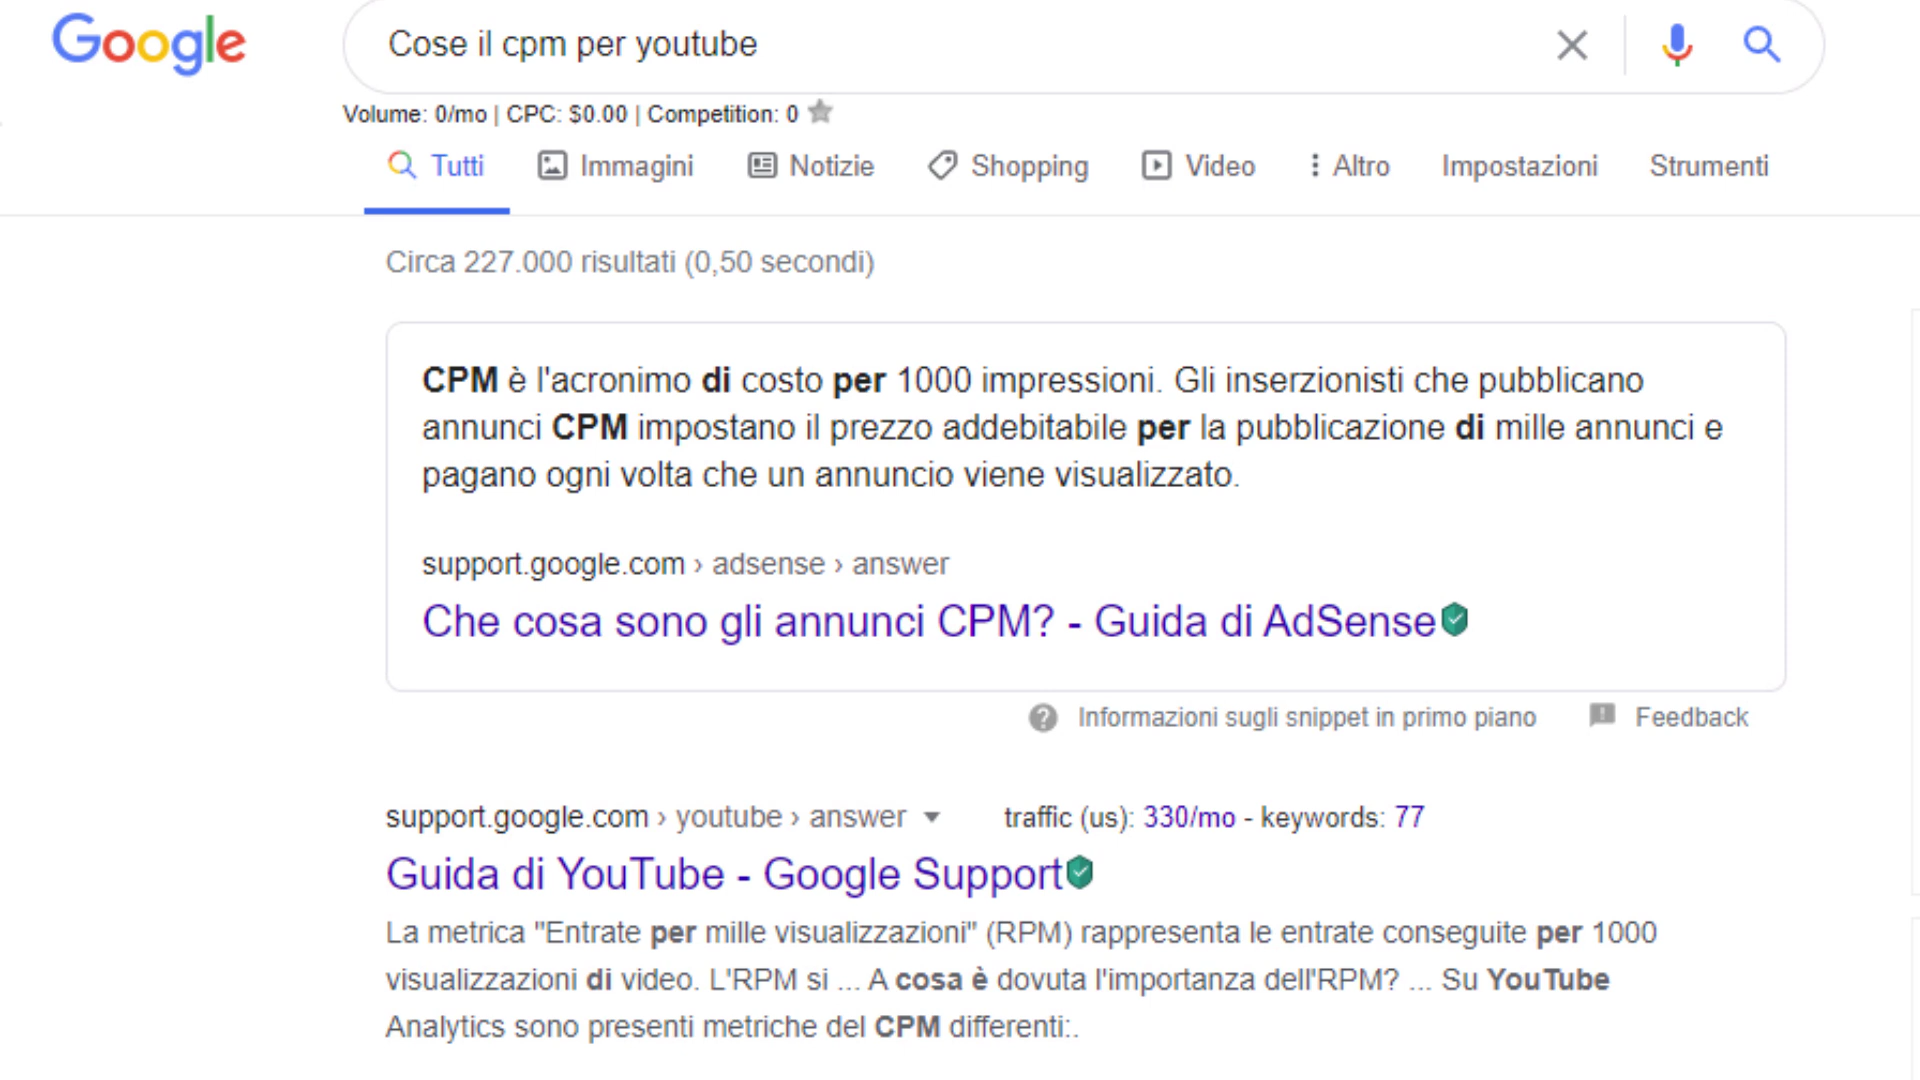 Google
Cose il cpm per youtube
Volume: 0/mo | CPC: $0.00 | Competition: 0
Tutti Immagini Notizie Shopping Video Altro Impostazioni Strumenti
Circa 227.000 risultati (0,50 secondi)
CPM è l'acronimo di costo per 1000 impressioni. Gli inserzionisti che pubblicano
annunci CPM impostano il prezzo addebitabile per la pubblicazione di mille annunci e
pagano ogni volta che un annuncio viene visualizzato.
support.google.com › adsense › answer
Che cosa sono gli annunci CPM? - Guida di AdSense
Informazioni sugli snippet in primo piano Feedback
support.google.com › youtube › answer traffic (us): 330/mo - keywords: 77
Guida di YouTube - Google Support
La metrica "Entrate per mille visualizzazioni" (RPM) rappresenta le entrate conseguite per 1000
visualizzazioni di video. L'RPM si ... A cosa è dovuta l'importanza dell'RPM? ... Su YouTube
Analytics sono presenti metriche del CPM differenti:.